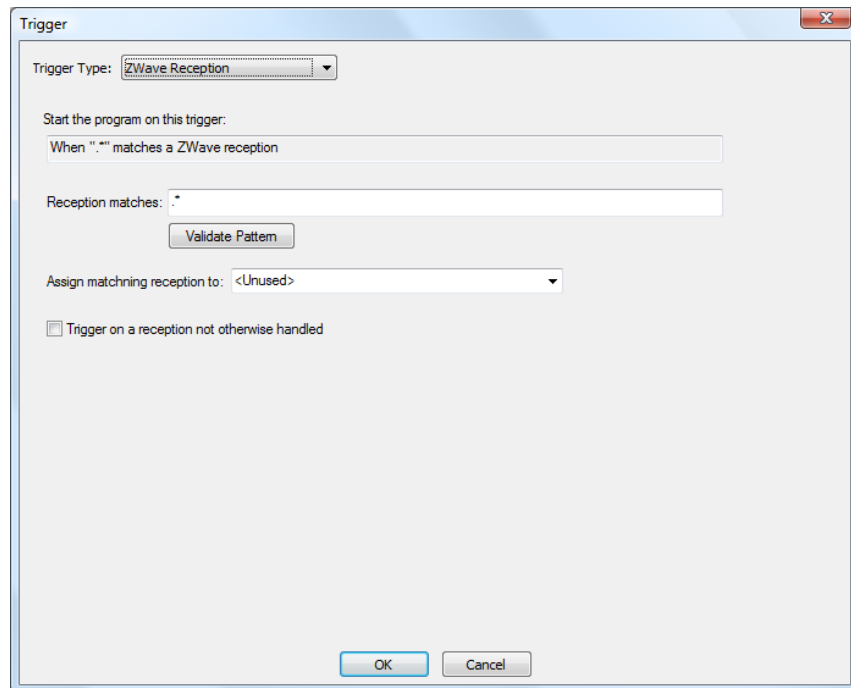 Trigger
Trigger Type: ZWave Reception
Start the program on this trigger:
When ".*" matches a ZWave reception
Reception matches: .*
Validate Pattern
Assign matchning reception to: <Unused>
Trigger on a reception not otherwise handled
OK Cancel